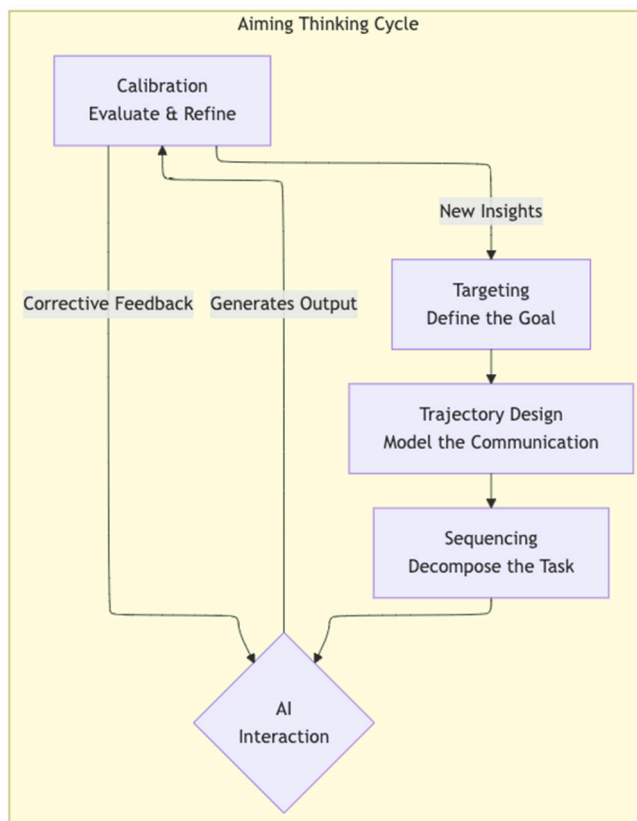 Aiming Thinking Cycle
Calibration
Evaluate & Refine
New Insights
Corrective Feedback
Generates Output
Targeting
Define the Goal
Trajectory Design
Model the Communication
Sequencing
Decompose the Task
AI
Interaction